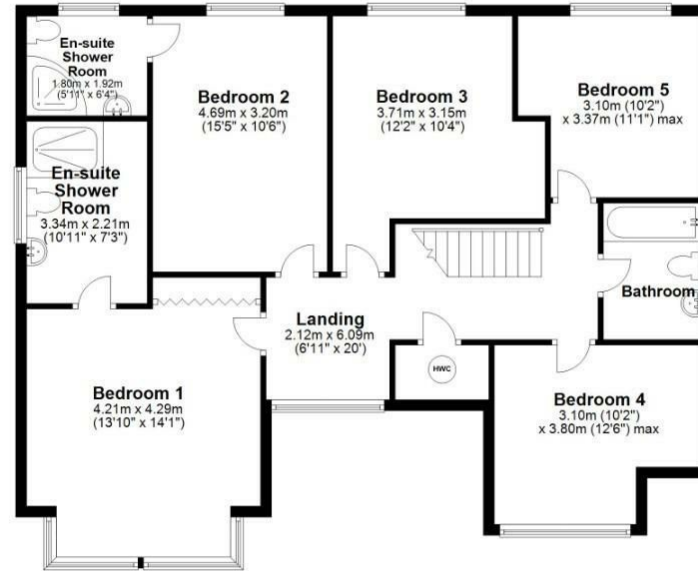 En-suite
Shower
Room
1.80m x 1.92m
(5'11" x 6'4")
Bedroom 2
4.69m x 3.20m
(15'5" x 10'6")
Bedroom 3
3.71m x 3.15m
(12'2" x 10'4")
Bedroom 5
3.10m (10'2")
x 3.37m (11'1") max
En-suite
Shower
Room
3.34m x 2.21m
(10'11" x 7'3")
Bathroom
Landing
2.12m x 6.09m
(6'11" x 20')
HWC
Bedroom 1
4.21m x 4.29m
(13'10" x 14'1")
Bedroom 4
3.10m (10'2")
x 3.80m (12'6") max